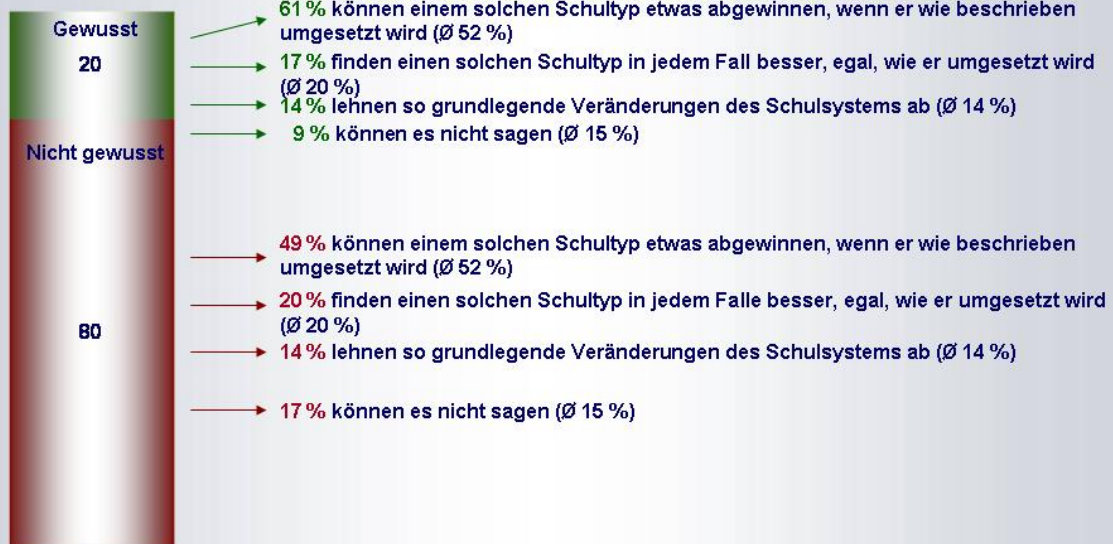 Gewusst
20
61 % können einem solchen Schultyp etwas abgewinnen, wenn er wie beschrieben
umgesetzt wird (Ø 52 %)
17 % finden einen solchen Schultyp in jedem Fall besser, egal, wie er umgesetzt wird
(Ø 20 %)
14 % lehnen so grundlegende Veränderungen des Schulsystems ab (Ø 14 %)
9 % können es nicht sagen (Ø 15 %)
Nicht gewusst
80
49 % können einem solchen Schultyp etwas abgewinnen, wenn er wie beschrieben
umgesetzt wird (Ø 52 %)
20 % finden einen solchen Schultyp in jedem Falle besser, egal, wie er umgesetzt wird
(Ø 20 %)
14 % lehnen so grundlegende Veränderungen des Schulsystems ab (Ø 14 %)
17 % können es nicht sagen (Ø 15 %)